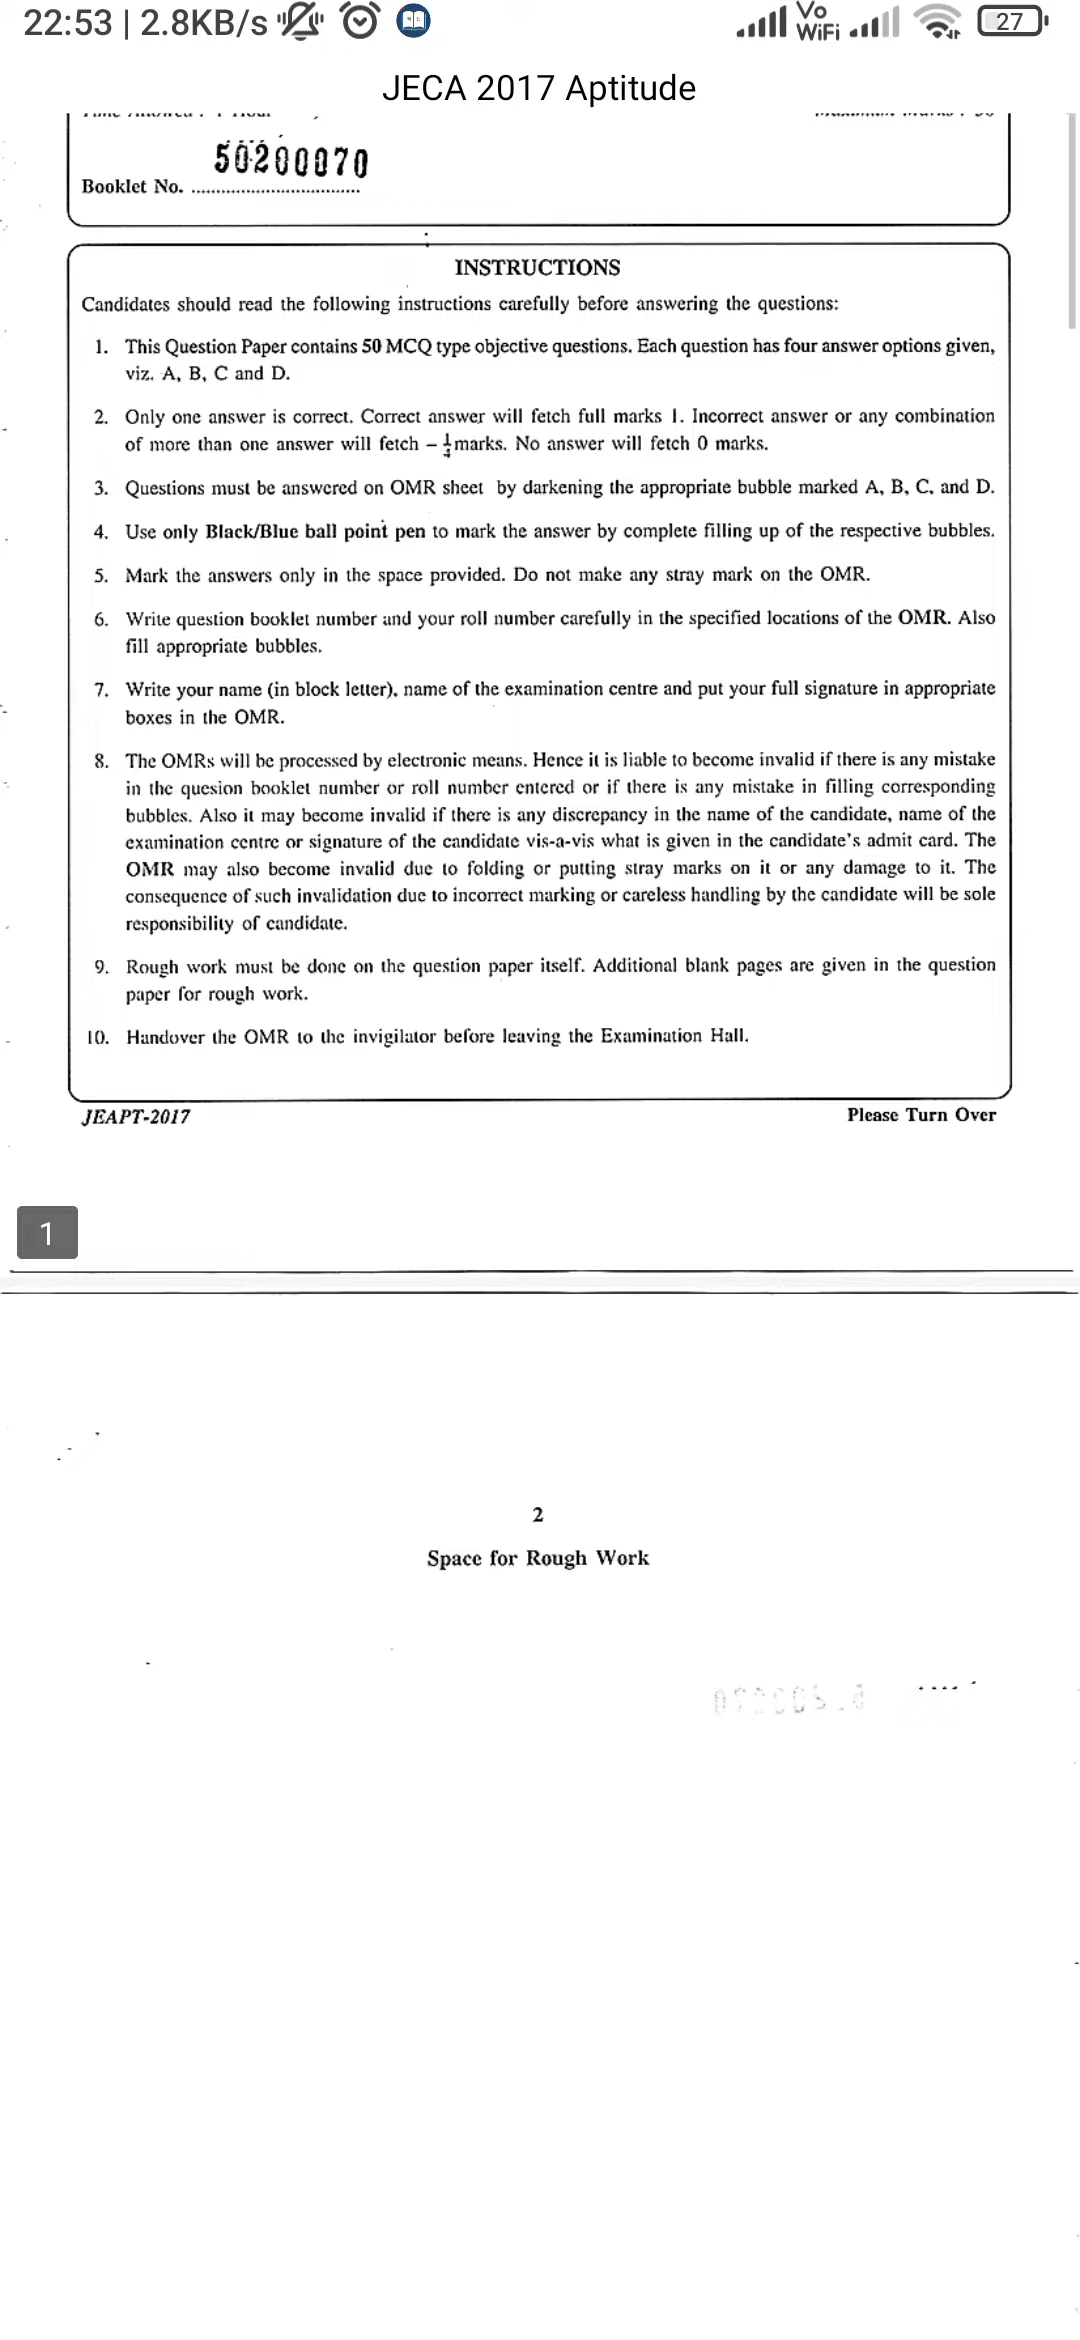 22:53 | 2.8KB/s Vo WiFi 27
JECA 2017 Aptitude
50200070
Booklet No. ..................................
INSTRUCTIONS
Candidates should read the following instructions carefully before answering the questions:
1. This Question Paper contains 50 MCQ type objective questions. Each question has four answer options given,
viz. A, B, C and D.
2. Only one answer is correct. Correct answer will fetch full marks 1. Incorrect answer or any combination
of more than one answer will fetch – ¼ marks. No answer will fetch 0 marks.
3. Questions must be answered on OMR sheet by darkening the appropriate bubble marked A, B, C, and D.
4. Use only Black/Blue ball point pen to mark the answer by complete filling up of the respective bubbles.
5. Mark the answers only in the space provided. Do not make any stray mark on the OMR.
6. Write question booklet number and your roll number carefully in the specified locations of the OMR. Also
fill appropriate bubbles.
7. Write your name (in block letter), name of the examination centre and put your full signature in appropriate
boxes in the OMR.
8. The OMRs will be processed by electronic means. Hence it is liable to become invalid if there is any mistake
in the quesion booklet number or roll number entered or if there is any mistake in filling corresponding
bubbles. Also it may become invalid if there is any discrepancy in the name of the candidate, name of the
examination centre or signature of the candidate vis-a-vis what is given in the candidate's admit card. The
OMR may also become invalid due to folding or putting stray marks on it or any damage to it. The
consequence of such invalidation due to incorrect marking or careless handling by the candidate will be sole
responsibility of candidate.
9. Rough work must be done on the question paper itself. Additional blank pages are given in the question
paper for rough work.
10. Handover the OMR to the invigilator before leaving the Examination Hall.
JEAPT-2017 Please Turn Over
1
2
Space for Rough Work